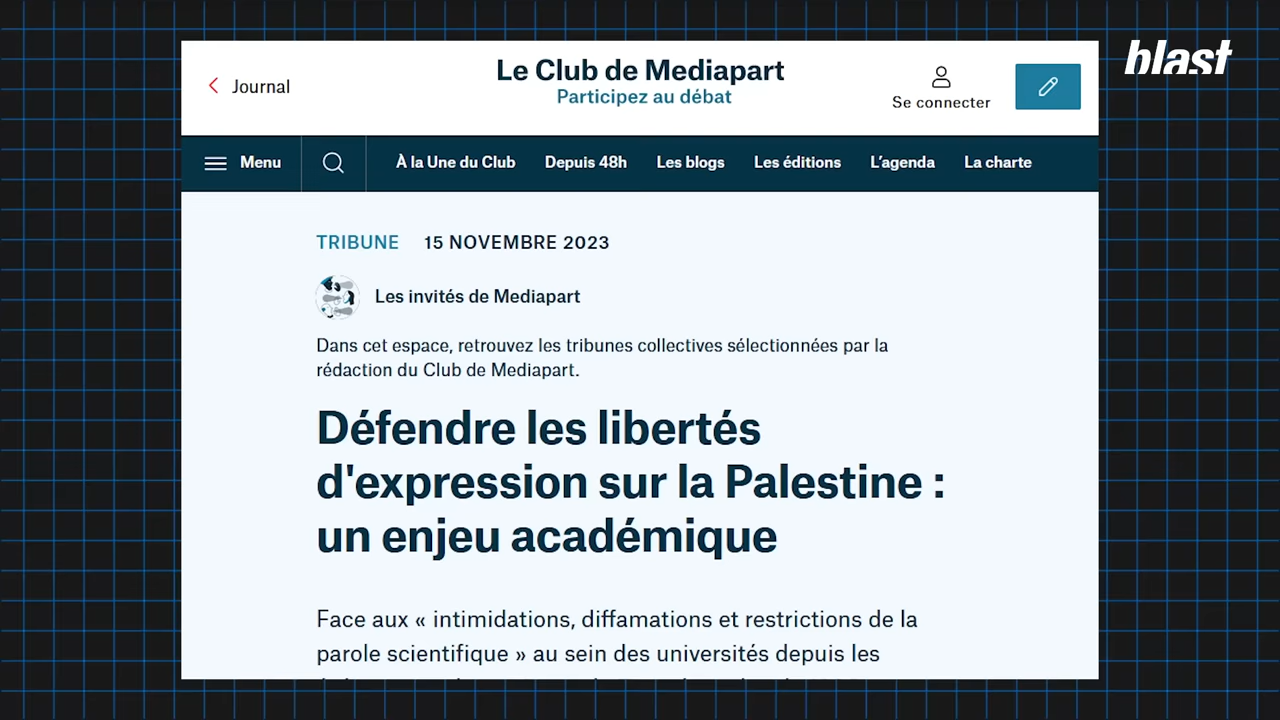 blast
Journal
Le Club de Mediapart
Participez au débat
Se connecter
Menu
À la Une du Club
Depuis 48h
Les blogs
Les éditions
L’agenda
La charte
TRIBUNE 15 NOVEMBRE 2023
Les invités de Mediapart
Dans cet espace, retrouvez les tribunes collectives sélectionnées par la
rédaction du Club de Mediapart.
Défendre les libertés
d'expression sur la Palestine :
un enjeu académique
Face aux « intimidations, diffamations et restrictions de la
parole scientifique » au sein des universités depuis les